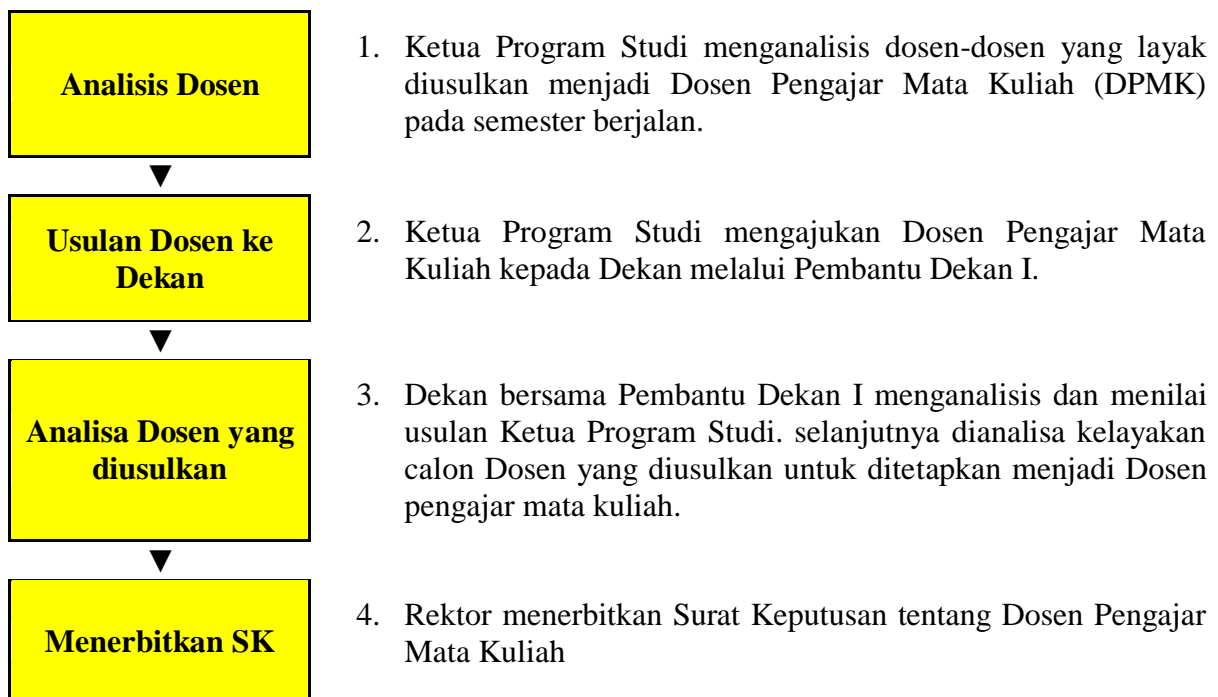 Analisis Dosen
1. Ketua Program Studi menganalisis dosen-dosen yang layak
diusulkan menjadi Dosen Pengajar Mata Kuliah (DPMK)
pada semester berjalan.
▼
Usulan Dosen ke
Dekan
2. Ketua Program Studi mengajukan Dosen Pengajar Mata
Kuliah kepada Dekan melalui Pembantu Dekan I.
▼
Analisa Dosen yang
diusulkan
3. Dekan bersama Pembantu Dekan I menganalisis dan menilai
usulan Ketua Program Studi. selanjutnya dianalisa kelayakan
calon Dosen yang diusulkan untuk ditetapkan menjadi Dosen
pengajar mata kuliah.
▼
Menerbitkan SK
4. Rektor menerbitkan Surat Keputusan tentang Dosen Pengajar
Mata Kuliah